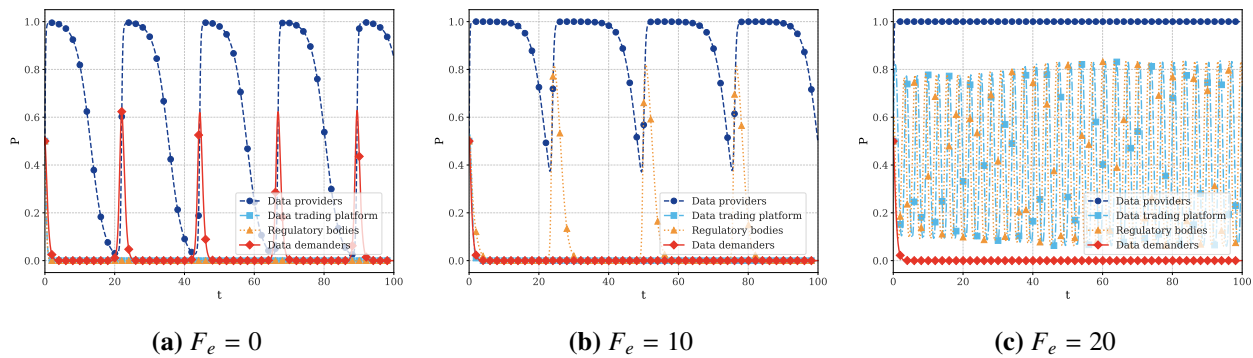 P
1.0
0.8
0.6
0.4
0.2
0.0
0 20 40 60 80 100
t
Data providers
Data trading platform
Regulatory bodies
Data demanders
(a) F_e = 0
P
1.0
0.8
0.6
0.4
0.2
0.0
0 20 40 60 80 100
t
Data providers
Data trading platform
Regulatory bodies
Data demanders
(b) F_e = 10
P
1.0
0.8
0.6
0.4
0.2
0.0
0 20 40 60 80 100
t
Data providers
Data trading platform
Regulatory bodies
Data demanders
(c) F_e = 20